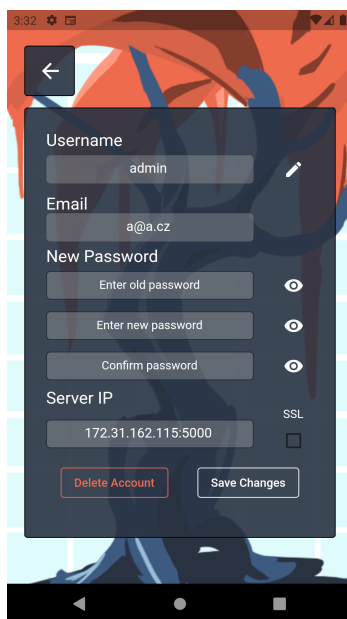 3:32
Username
admin
Email
a@a.cz
New Password
Enter old password
Enter new password
Confirm password
Server IP
SSL
172.31.162.115:5000
Delete Account
Save Changes